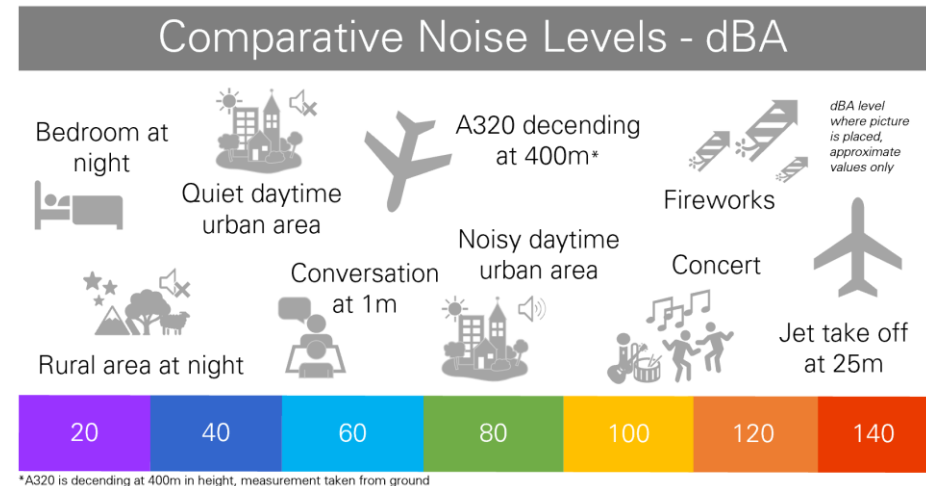 Comparative Noise Levels - dBA
Bedroom at
night
Quiet daytime
urban area
A320 decending
at 400m*
Fireworks
dBA level
where picture
is placed,
approximate
values only
Rural area at night
Conversation
at 1m
Noisy daytime
urban area
Concert
Jet take off
at 25m
20 40 60 80 100 120 140
*A320 is decending at 400m in height, measurement taken from ground